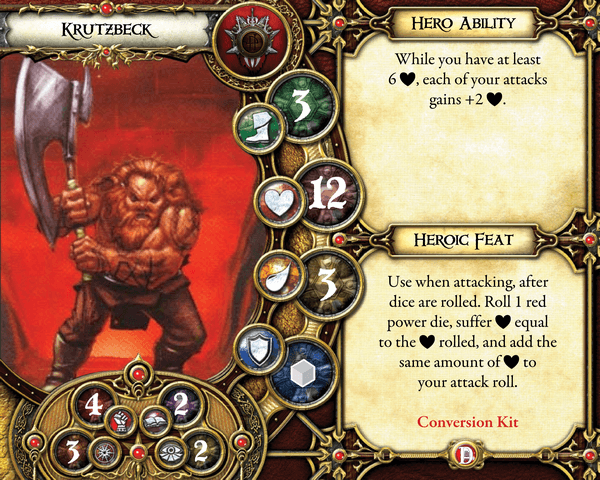 Krutzbeck
3
12
3
4
2
3
2
Hero Ability
While you have at least
6 ♥, each of your attacks
gains +2 ♥.
Heroic Feat
Use when attacking, after
dice are rolled. Roll 1 red
power die, suffer ♥ equal
to the ♥ rolled, and add the
same amount of ♥ to
your attack roll.
Conversion Kit
D